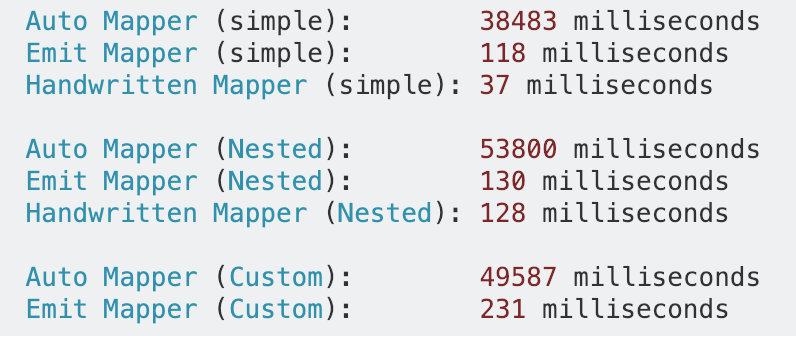 Auto Mapper (simple): 38483 milliseconds
Emit Mapper (simple): 118 milliseconds
Handwritten Mapper (simple): 37 milliseconds
Auto Mapper (Nested): 53800 milliseconds
Emit Mapper (Nested): 130 milliseconds
Handwritten Mapper (Nested): 128 milliseconds
Auto Mapper (Custom): 49587 milliseconds
Emit Mapper (Custom): 231 milliseconds